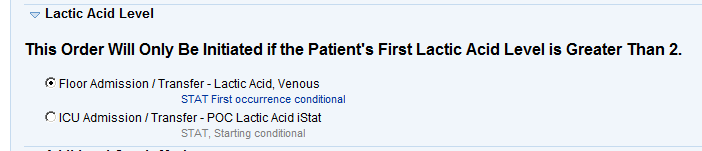 Lactic Acid Level
This Order Will Only Be Initiated if the Patient's First Lactic Acid Level is Greater Than 2.
Floor Admission / Transfer - Lactic Acid, Venous
STAT First occurrence conditional
ICU Admission / Transfer - POC Lactic Acid iStat
STAT, Starting conditional